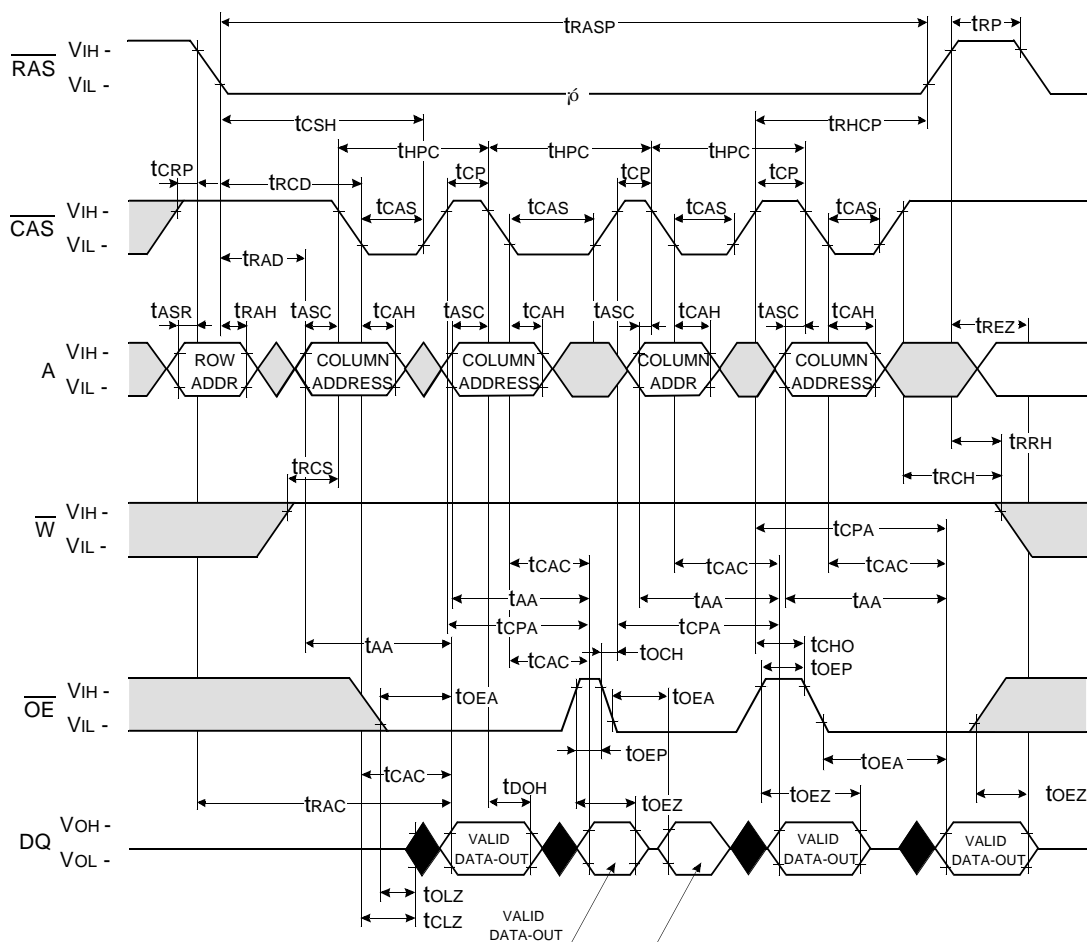 tRASP
tRP
RAS
VIH -
VIL -
¡ó
tCSH
tRHCP
tHPC
tHPC
tHPC
tCRP
tRCD
tCP
tCP
tCP
CAS
VIH -
VIL -
tCAS
tCAS
tCAS
tCAS
tRAD
tASR
tRAH
tASC
tCAH
tASC
tCAH
tASC
tCAH
tASC
tCAH
tREZ
A
VIH -
VIL -
ROW
ADDR
COLUMN
ADDRESS
COLUMN
ADDRESS
COLUMN
ADDR
COLUMN
ADDRESS
tRRH
tRCS
tRCH
W
VIH -
VIL -
tCPA
tCAC
tCAC
tCAC
tAA
tAA
tAA
tCPA
tCPA
tAA
tCHO
tCAC
tOCH
tOEP
OE
VIH -
VIL -
tOEA
tOEA
tOEP
tOEA
tCAC
tDOH
tOEZ
tOEZ
tOEZ
tRAC
DQ
VOH -
VOL -
VALID
DATA-OUT
VALID
DATA-OUT
VALID
DATA-OUT
tOLZ
tCLZ
VALID
DATA-OUT